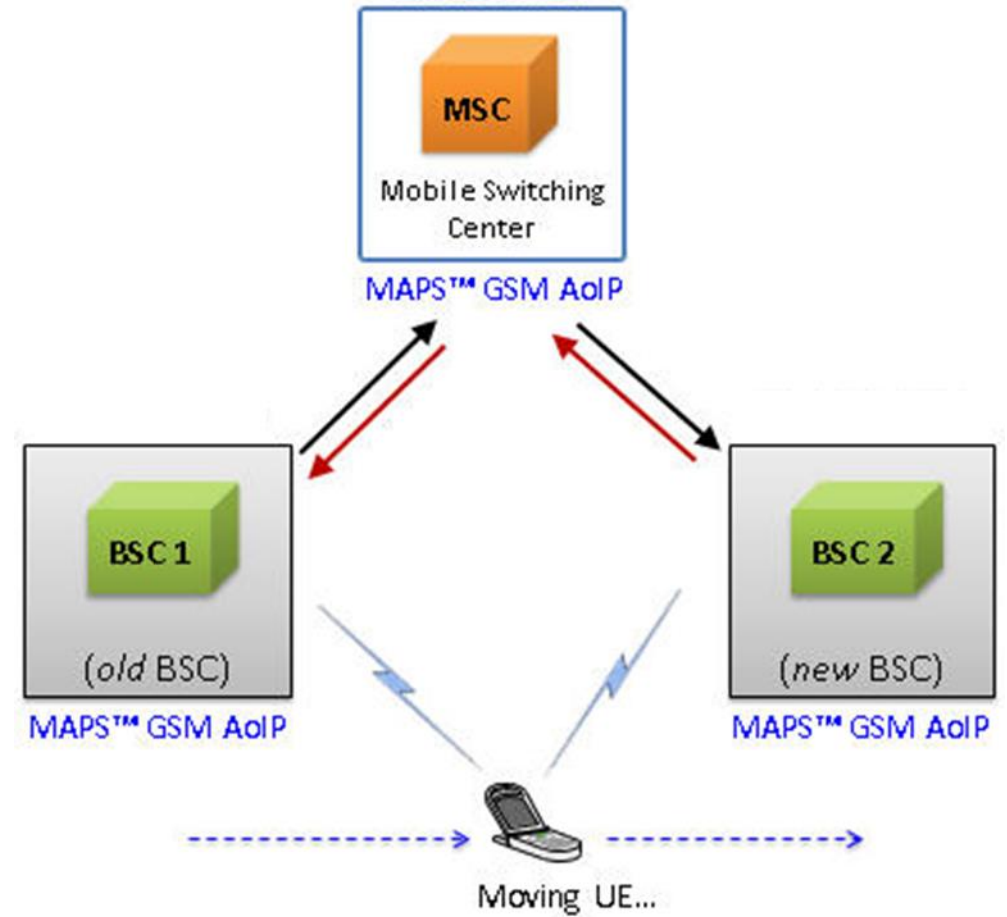 MSC
Mobile Switching
Center
MAPS™ GSM AoIP
BSC 1
(old BSC)
MAPS™ GSM AoIP
BSC 2
(new BSC)
MAPS™ GSM AoIP
Moving UE...